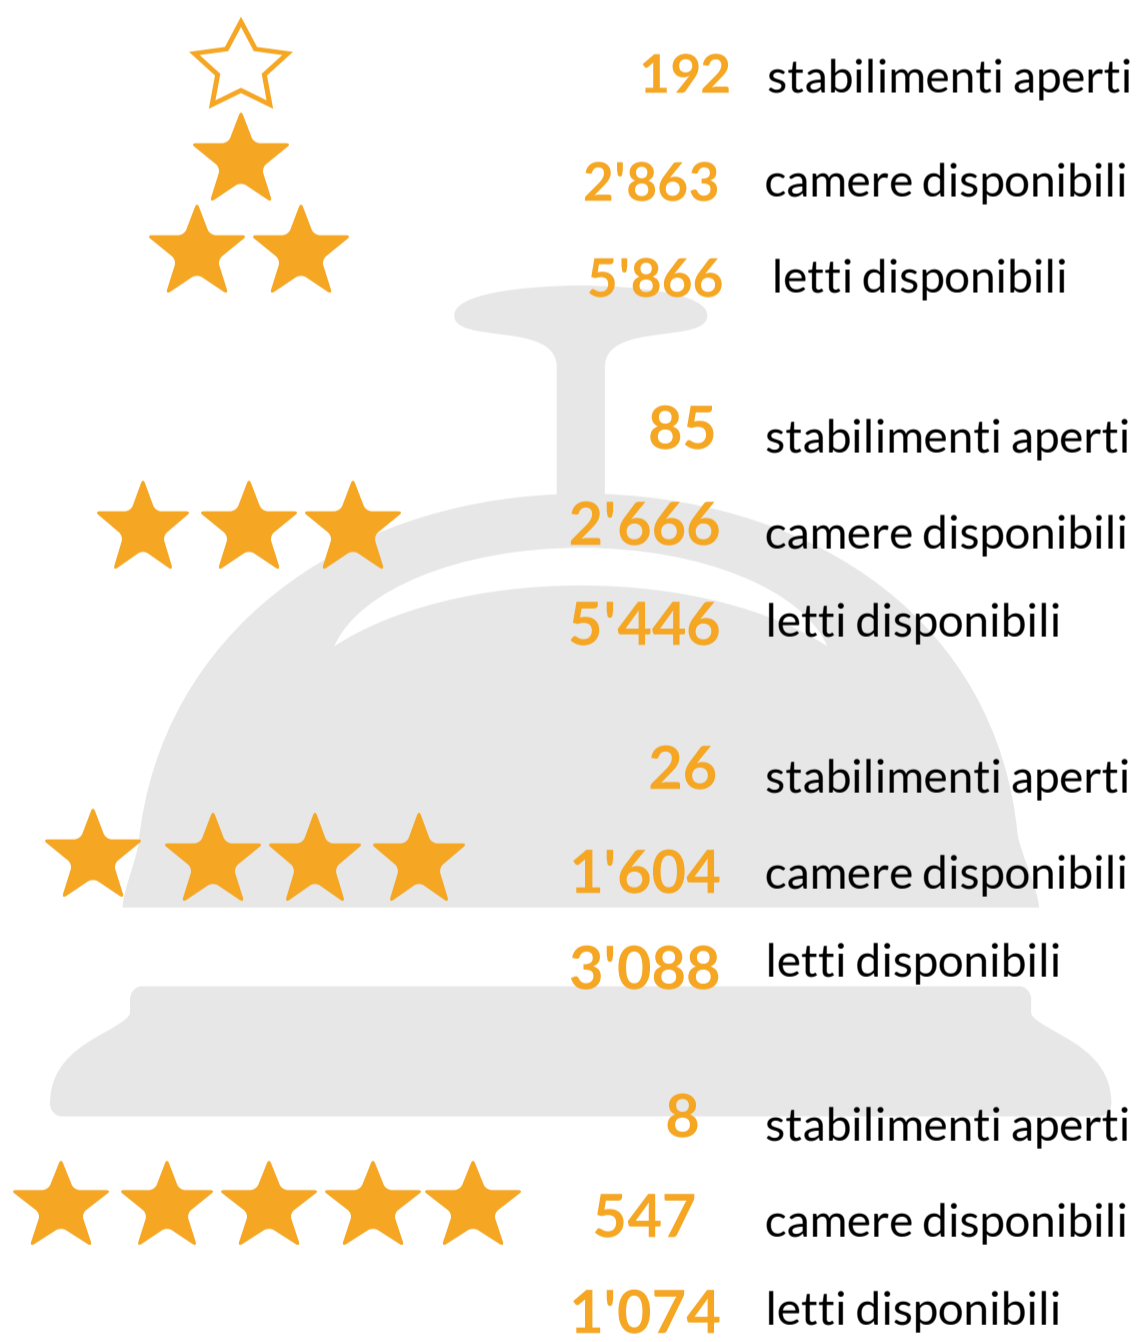 192 stabilimenti aperti
2'863 camere disponibili
5'866 letti disponibili
85 stabilimenti aperti
2'666 camere disponibili
5'446 letti disponibili
26 stabilimenti aperti
1'604 camere disponibili
3'088 letti disponibili
8 stabilimenti aperti
547 camere disponibili
1'074 letti disponibili